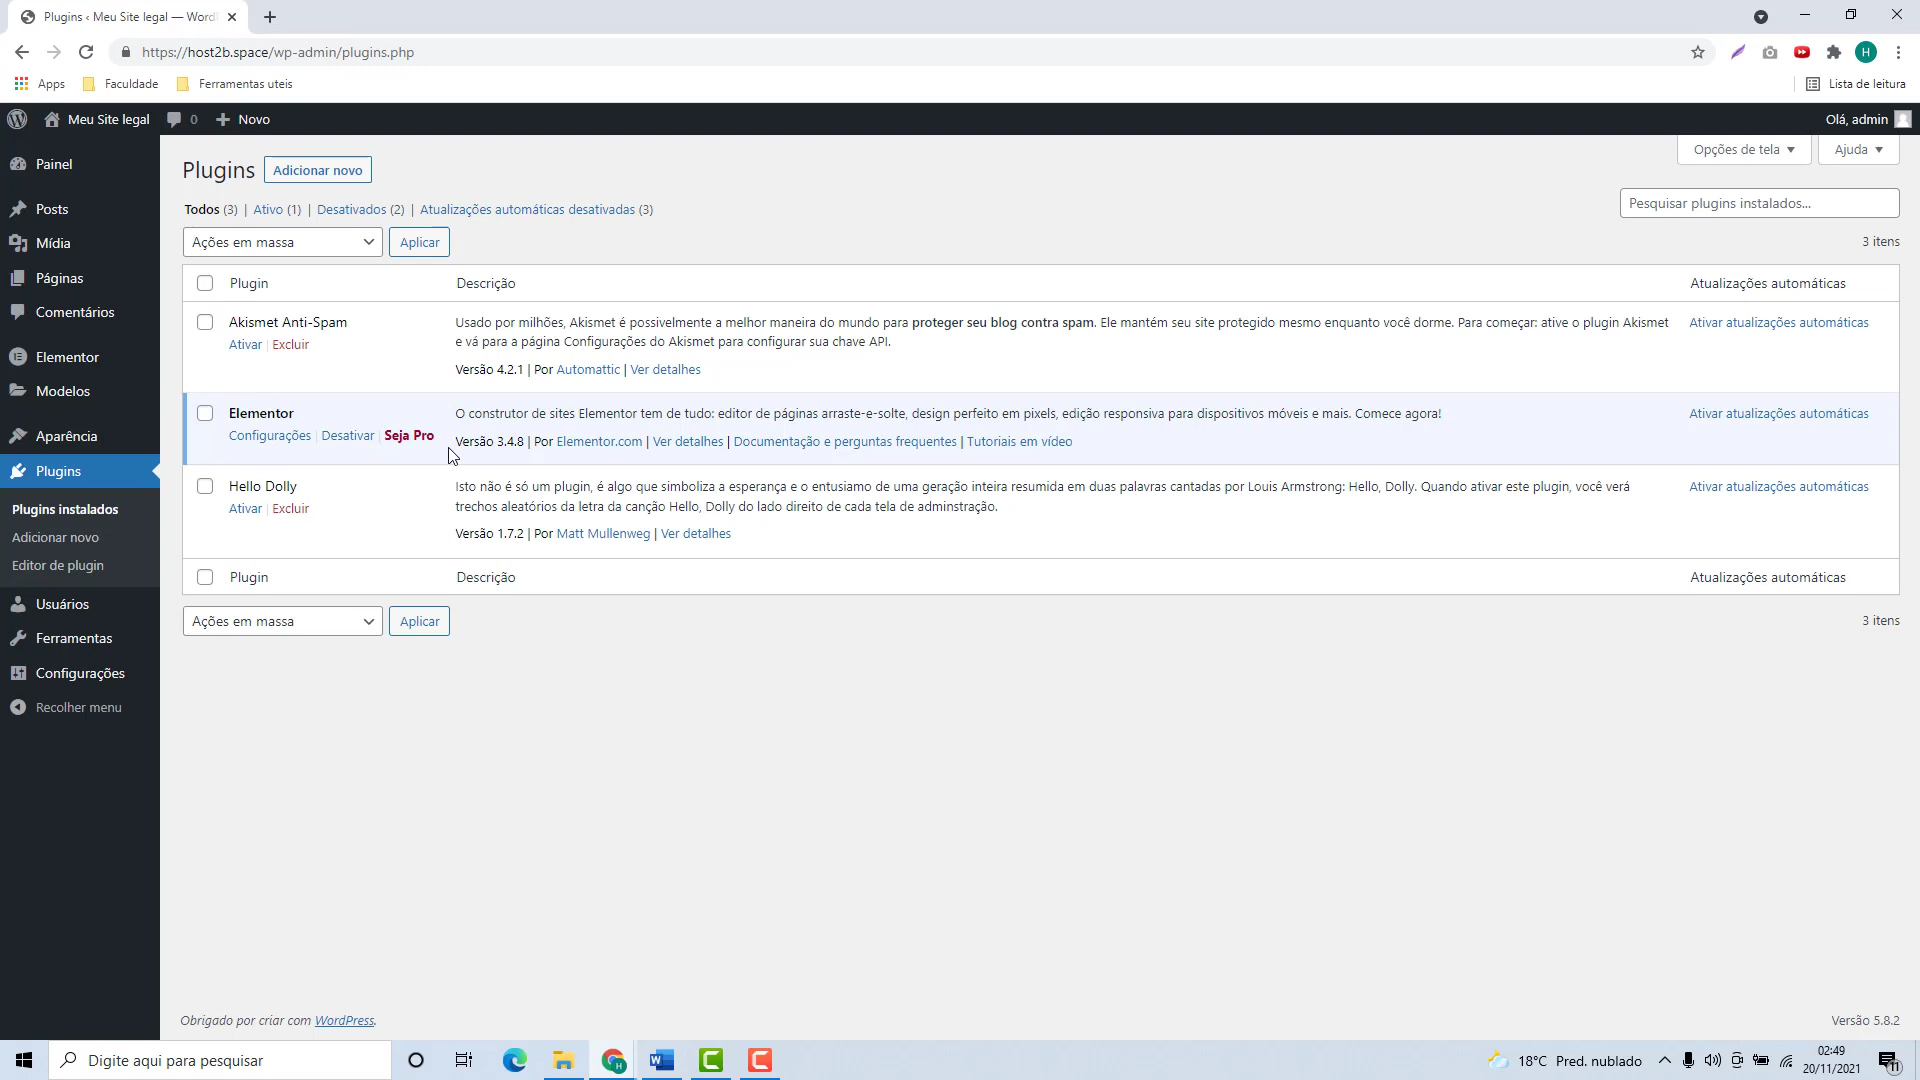 Plugins ‹ Meu Site legal — Word
https://host2b.space/wp-admin/plugins.php
H
Apps
Faculdade
Ferramentas uteis
Lista de leitura
Meu Site legal
0
Novo
Olá, admin
Painel
Posts
Mídia
Páginas
Comentários
Elementor
Modelos
Aparência
Plugins
Plugins instalados
Adicionar novo
Editor de plugin
Usuários
Ferramentas
Configurações
Recolher menu
Opções de tela
Ajuda
Plugins
Adicionar novo
Todos (3) | Ativo (1) | Desativados (2) | Atualizações automáticas desativadas (3)
Pesquisar plugins instalados...
Ações em massa
Aplicar
3 itens
Plugin
Descrição
Atualizações automáticas
Akismet Anti-Spam
Ativar | Excluir
Usado por milhões, Akismet é possivelmente a melhor maneira do mundo para proteger seu blog contra spam. Ele mantém seu site protegido mesmo enquanto você dorme. Para começar: ative o plugin Akismet
e vá para a página Configurações do Akismet para configurar sua chave API.
Versão 4.2.1 | Por Automattic | Ver detalhes
Ativar atualizações automáticas
Elementor
Configurações | Desativar | Seja Pro
O construtor de sites Elementor tem de tudo: editor de páginas arraste-e-solte, design perfeito em pixels, edição responsiva para dispositivos móveis e mais. Comece agora!
Versão 3.4.8 | Por Elementor.com | Ver detalhes | Documentação e perguntas frequentes | Tutoriais em vídeo
Ativar atualizações automáticas
Hello Dolly
Ativar | Excluir
Isto não é só um plugin, é algo que simboliza a esperança e o entusiamo de uma geração inteira resumida em duas palavras cantadas por Louis Armstrong: Hello, Dolly. Quando ativar este plugin, você verá
trechos aleatórios da letra da canção Hello, Dolly do lado direito de cada tela de adminstração.
Versão 1.7.2 | Por Matt Mullenweg | Ver detalhes
Ativar atualizações automáticas
Plugin
Descrição
Atualizações automáticas
Ações em massa
Aplicar
3 itens
Obrigado por criar com WordPress.
Versão 5.8.2
Digite aqui para pesquisar
18°C Pred. nublado
02:49
20/11/2021
11